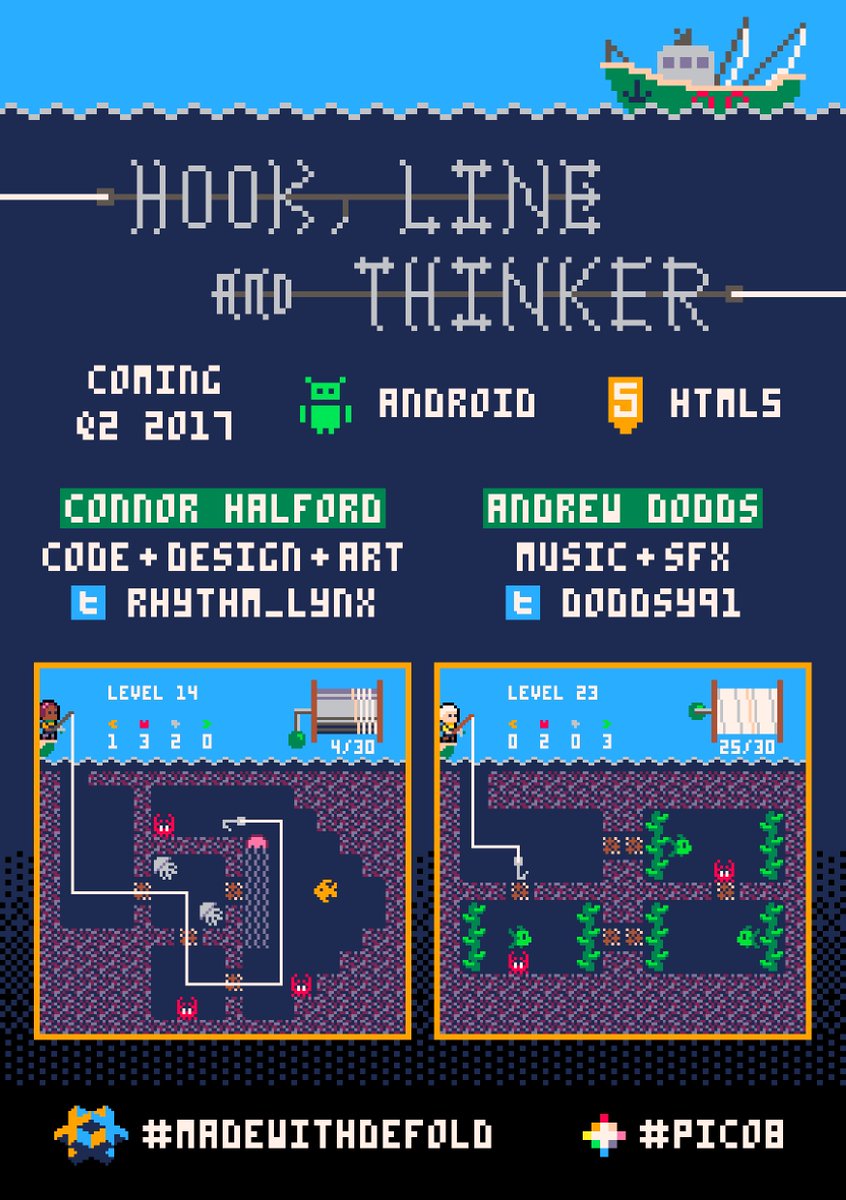 HOOK, LINE
AND THINKER
COMING
Q2 2017
ANDROID
5 HTML5
CONNOR HALFORD
CODE+DESIGN+ART
t RHYTHM_LYNX
ANDREW DODDS
MUSIC+SFX
t DODDSY91
LEVEL 14
1 3 2 0
4/30
LEVEL 23
0 2 0 3
25/30
#MADEWITHDEFOLD
#PICO8